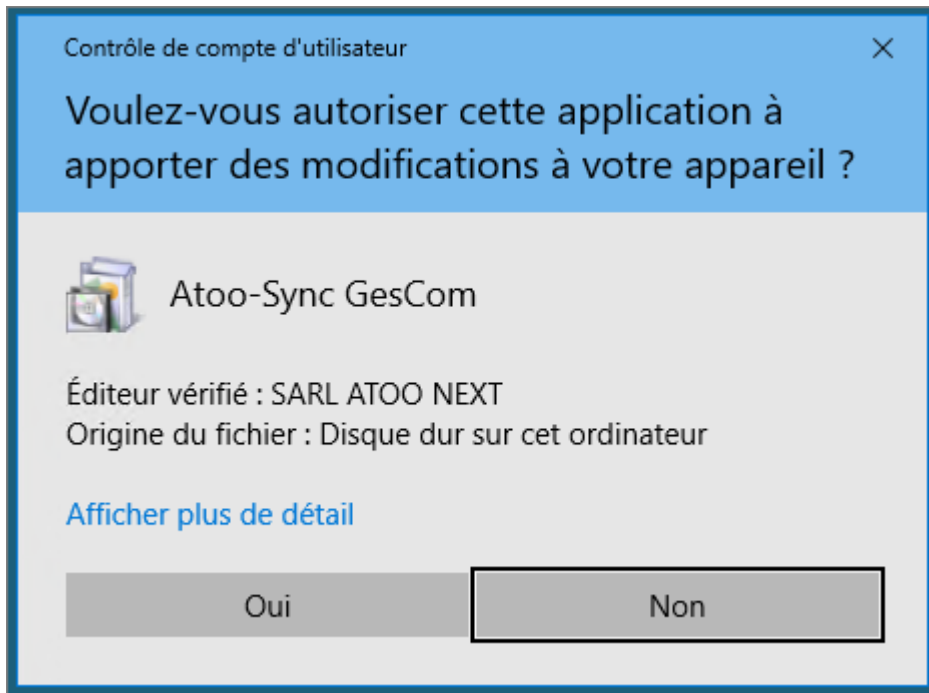 Contrôle de compte d'utilisateur
Voulez-vous autoriser cette application à
apporter des modifications à votre appareil ?
Atoo-Sync GesCom
Éditeur vérifié : SARL ATOO NEXT
Origine du fichier : Disque dur sur cet ordinateur
Afficher plus de détail
Oui
Non